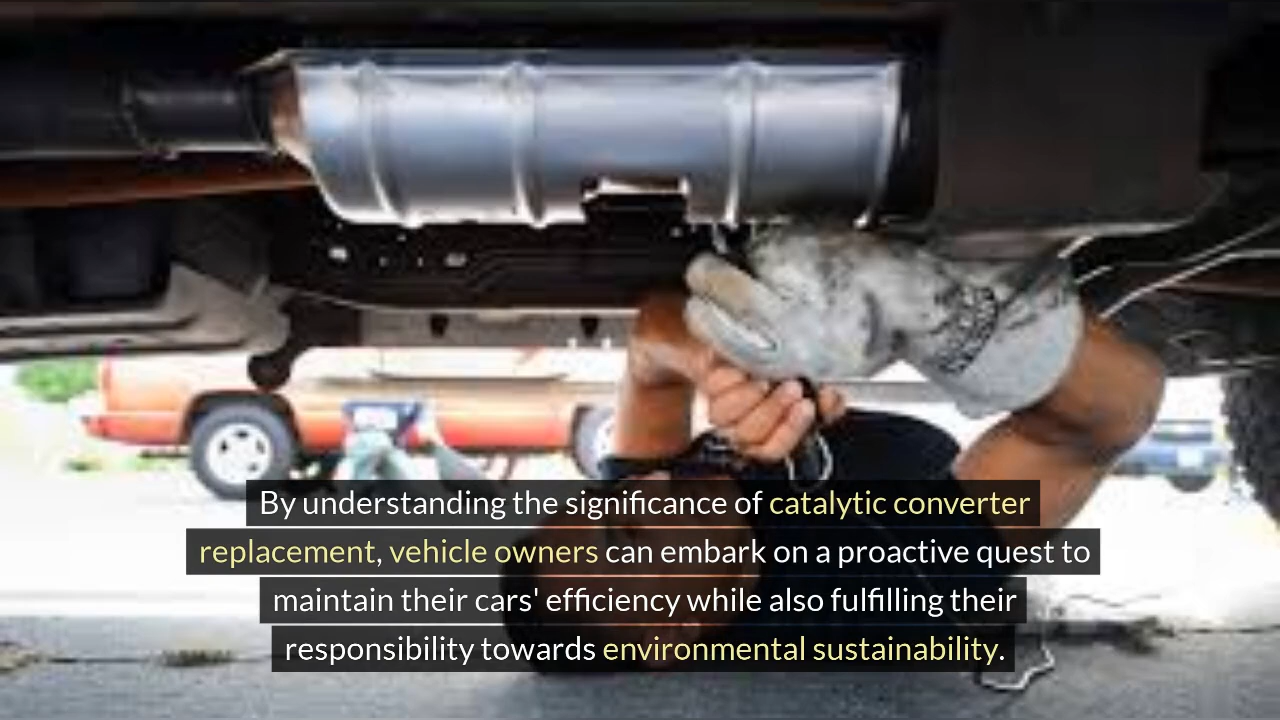 By understanding the significance of catalytic converter
replacement, vehicle owners can embark on a proactive quest to
maintain their cars' efficiency while also fulfilling their
responsibility towards environmental sustainability.